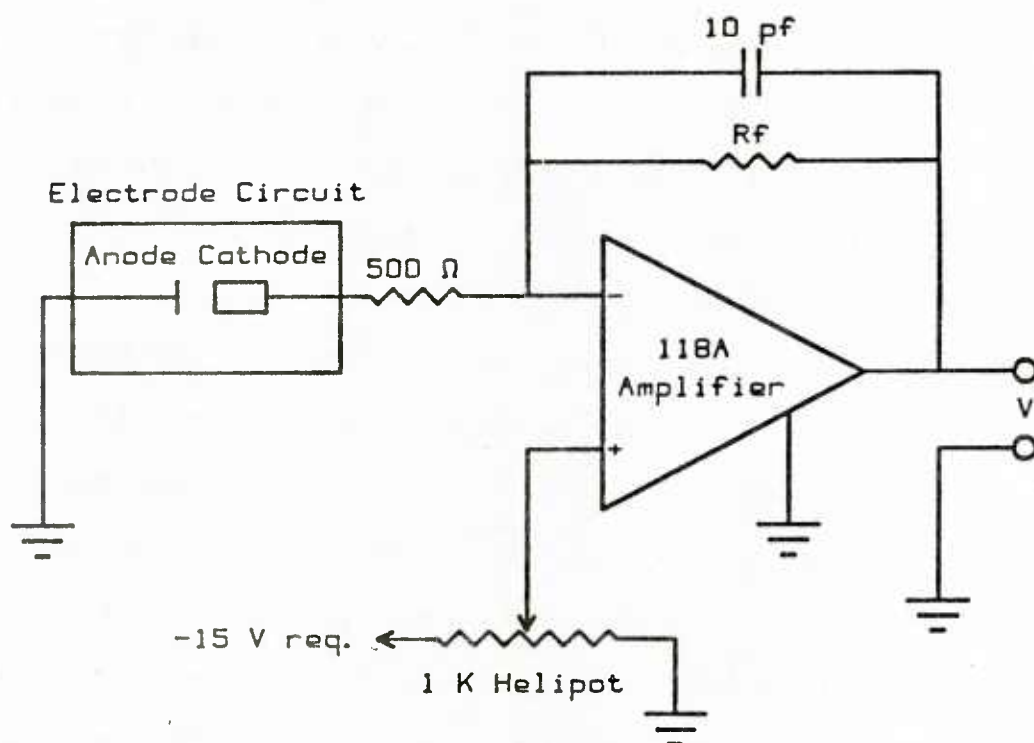 10 pf
Rf
Electrode Circuit
Anode Cathode
500 Ω
-
118A
Amplifier
V
+
-15 V req.
1 K Helipot